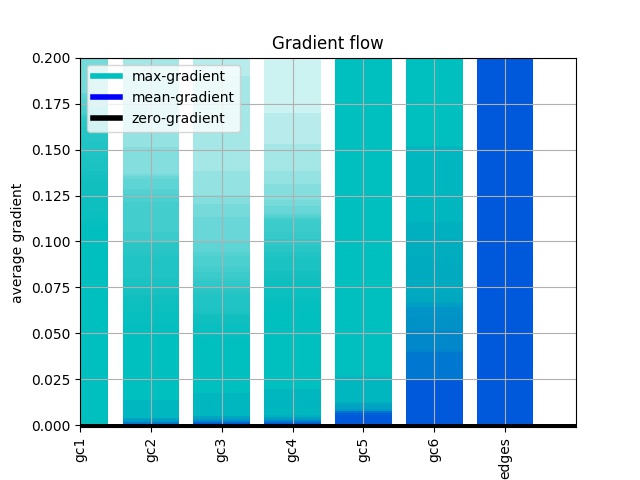 Gradient flow
max-gradient
mean-gradient
zero-gradient
average gradient
0.200
0.175
0.150
0.125
0.100
0.075
0.050
0.025
0.000
gc1
gc2
gc3
gc4
gc5
gc6
edges